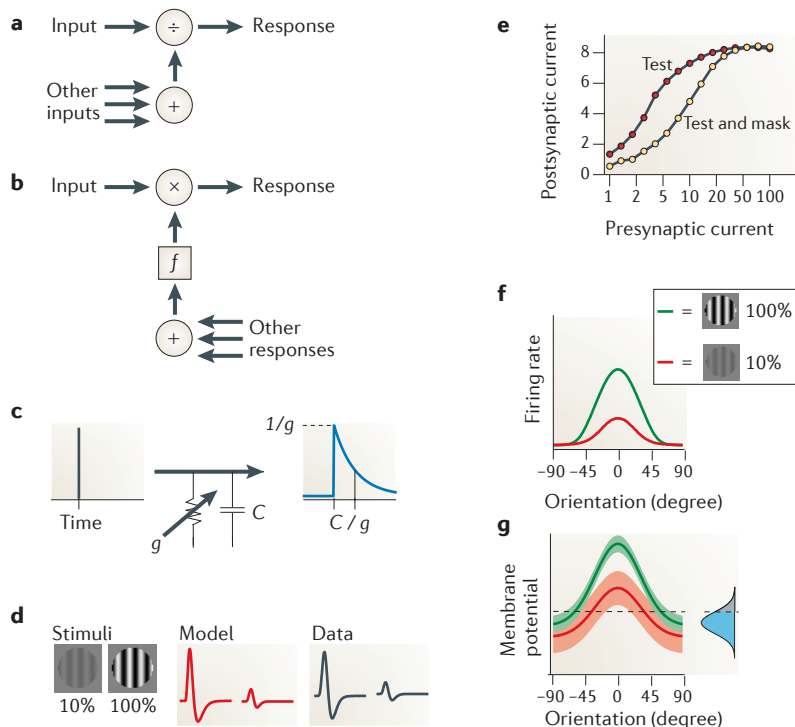 a
Input
÷
Response
Other
inputs
+
b
Input
×
Response
f
+
Other
responses
c
1/g
Time
g
C
C / g
d
Stimuli
Model
Data
10%
100%
e
Postsynaptic current
8
6
4
2
0
Test
Test and mask
1
2
5
10
20
50
100
Presynaptic current
f
= 100%
= 10%
Firing rate
–90
–45
0
45
90
Orientation (degree)
g
Membrane
potential
–90
–45
0
45
90
Orientation (degree)